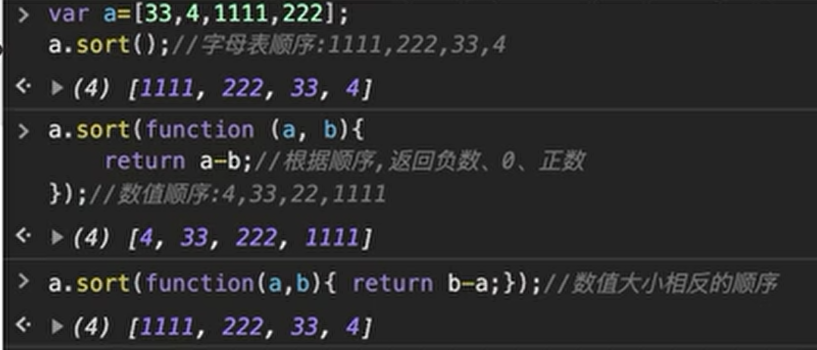 > var a=[33,4,1111,222];
a.sort();//字母表顺序:1111,222,33,4
<· ▶ (4) [1111, 222, 33, 4]
> a.sort(function (a, b){
return a-b;//根据顺序,返回负数、0、正数
});//数值顺序:4,33,22,1111
<· ▶ (4) [4, 33, 222, 1111]
> a.sort(function(a,b){ return b-a;});//数值大小相反的顺序
<· ▶ (4) [1111, 222, 33, 4]